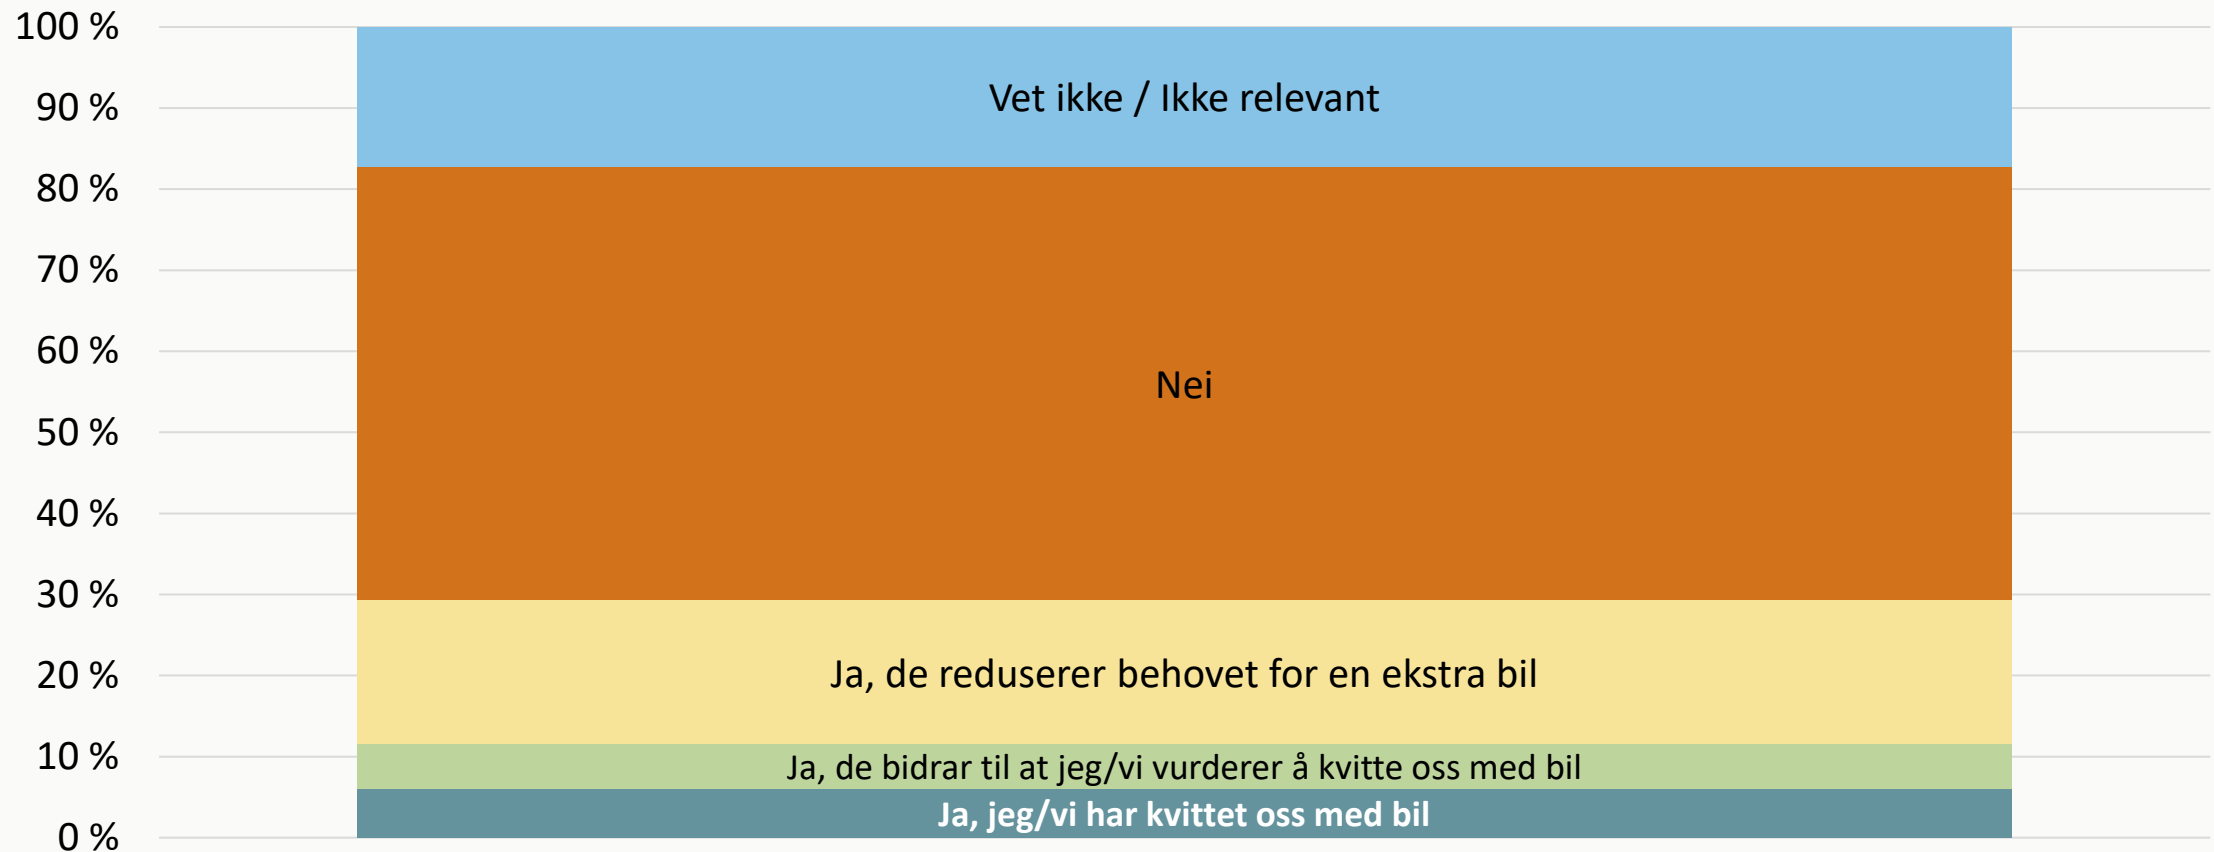 100 %
90 %
80 %
70 %
60 %
50 %
40 %
30 %
20 %
10 %
0 %
Vet ikke / Ikke relevant
Nei
Ja, de reduserer behovet for en ekstra bil
Ja, de bidrar til at jeg/vi vurderer å kvitte oss med bil
Ja, jeg/vi har kvittet oss med bil